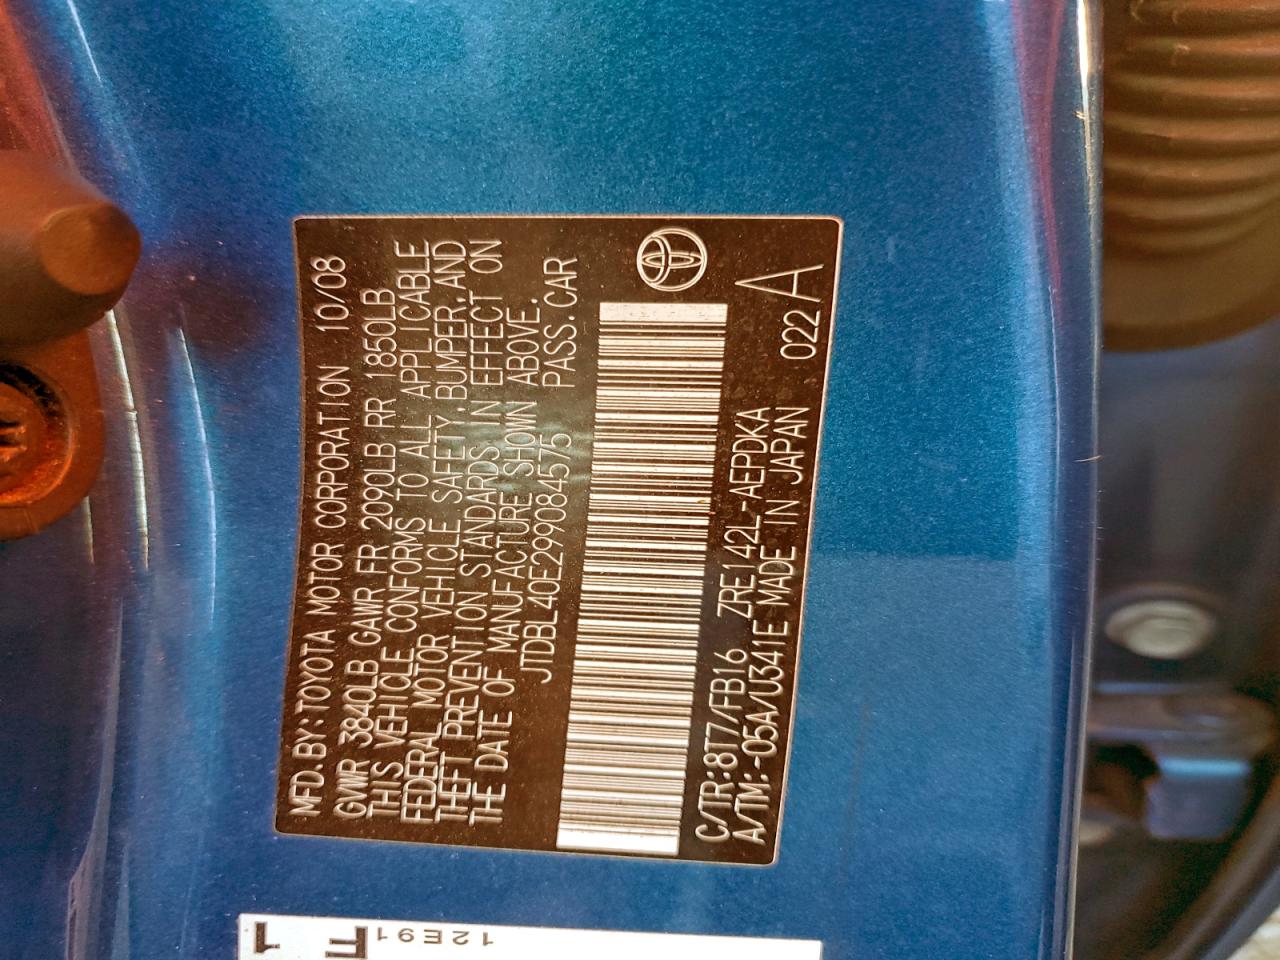 MFD.BY:TOYOTA MOTOR CORPORATION 10/08
GVWR 3840LB GAWR FR 2090LB RR 1850LB
THIS VEHICLE CONFORMS TO ALL APPLICABLE
FEDERAL MOTOR VEHICLE SAFETY, BUMPER, AND
THEFT PREVENTION STANDARDS IN EFFECT ON
THE DATE OF MANUFACTURE SHOWN ABOVE.
JTDBL40E299084575 PASS.CAR
C/TR:8T7/FB16 ZRE142L-AEPDKA
A/TM:-05A/U341E MADE IN JAPAN 022 A
12E91
F
1